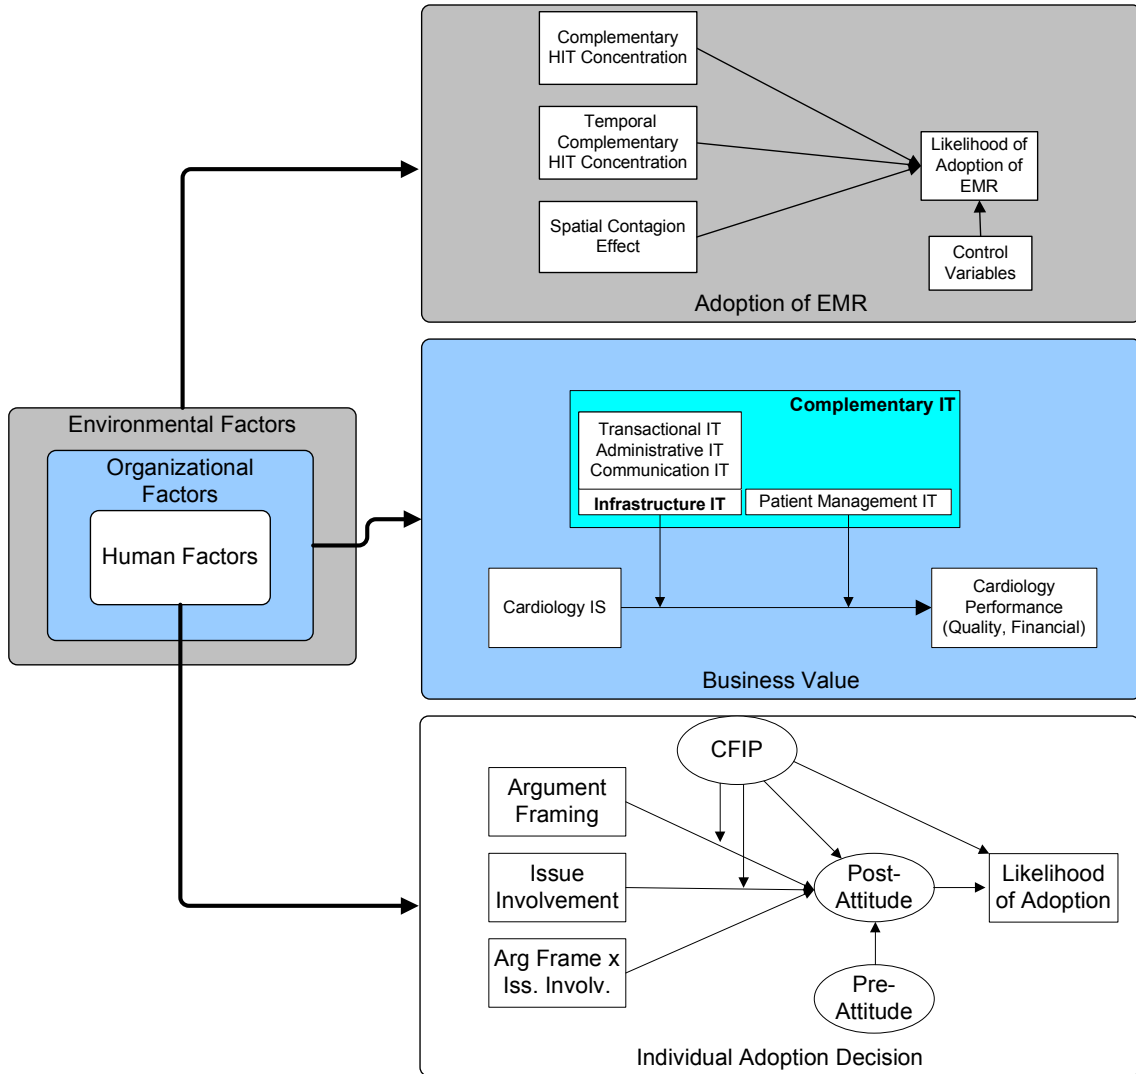 Complementary
HIT Concentration
Temporal
Complementary
HIT Concentration
Spatial Contagion
Effect
Likelihood of
Adoption of
EMR
Control
Variables
Adoption of EMR
Environmental Factors
Organizational
Factors
Human Factors
Complementary IT
Transactional IT
Administrative IT
Communication IT
Infrastructure IT
Patient Management IT
Cardiology IS
Cardiology
Performance
(Quality, Financial)
Business Value
CFIP
Argument
Framing
Issue
Involvement
Arg Frame x
Iss. Involv.
Post-
Attitude
Likelihood
of Adoption
Pre-
Attitude
Individual Adoption Decision